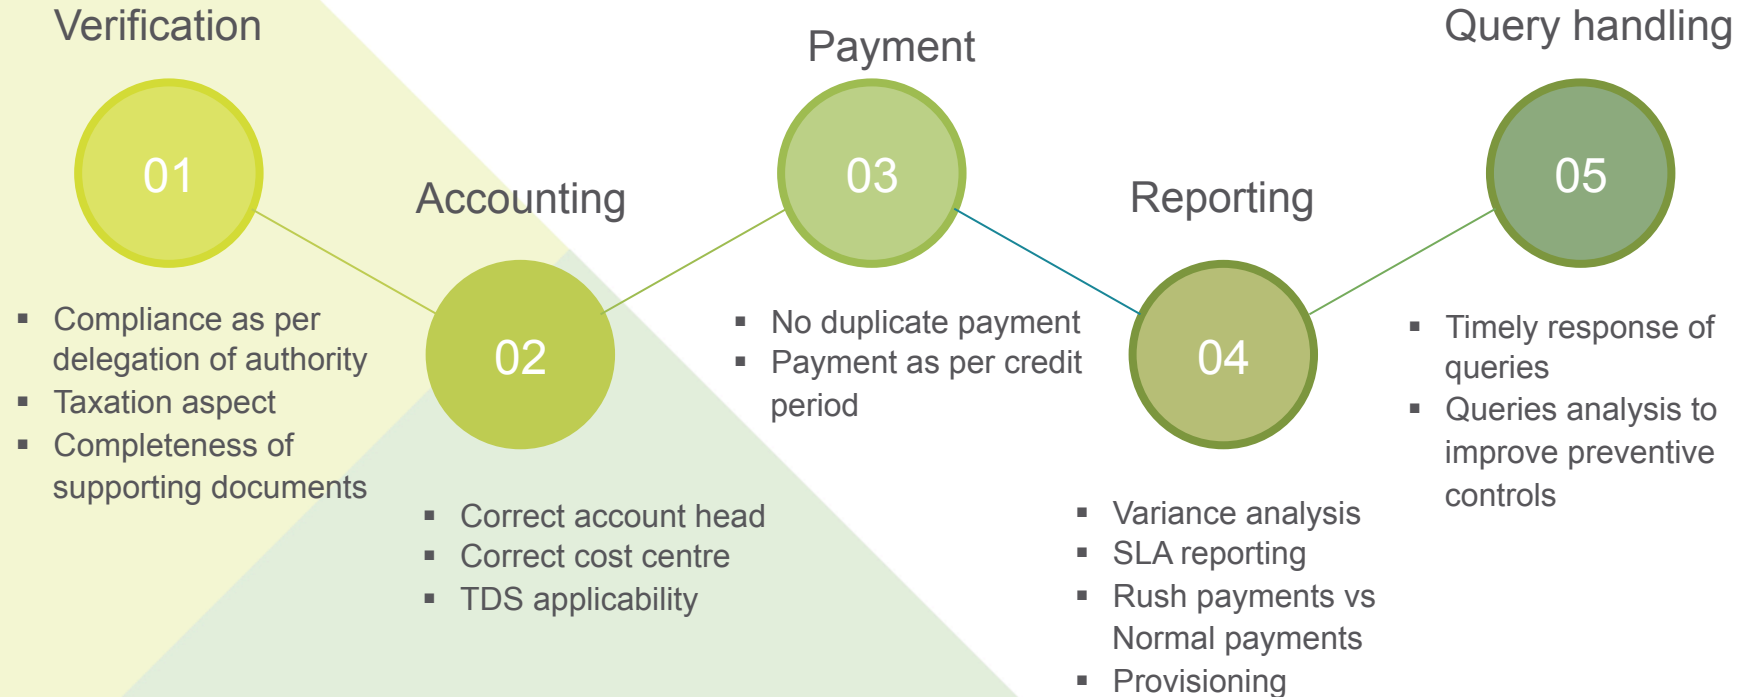 Verification
01
▪ Compliance as per
delegation of authority
▪ Taxation aspect
▪ Completeness of
supporting documents
Accounting
02
▪ Correct account head
▪ Correct cost centre
▪ TDS applicability
Payment
03
▪ No duplicate payment
▪ Payment as per credit
period
Reporting
04
▪ Variance analysis
▪ SLA reporting
▪ Rush payments vs
Normal payments
▪ Provisioning
Query handling
05
▪ Timely response of
queries
▪ Queries analysis to
improve preventive
controls